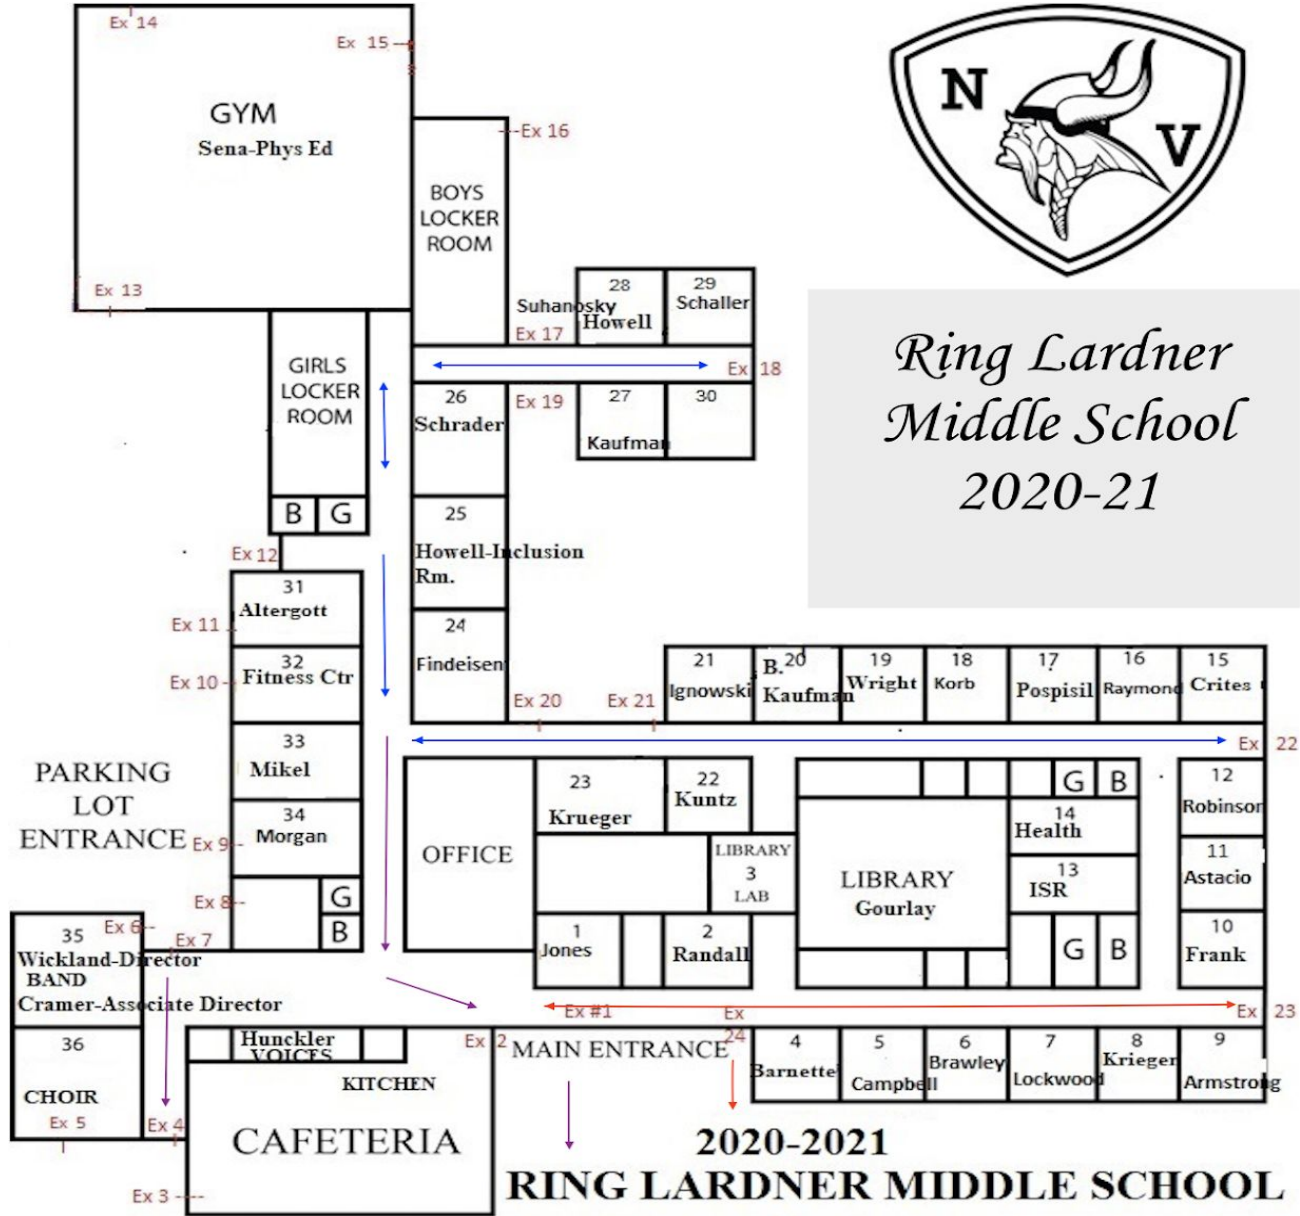 Ex 14
Ex 15
GYM
Sena-Phys Ed
Ex 13
Ex 16
BOYS
LOCKER
ROOM
N
V
Ring Lardner
Middle School
2020-21
28
Suhanosky
Howell
29
Schaller
Ex 17
Ex 18
GIRLS
LOCKER
ROOM
B
G
26
Schrader
Ex 19
27
Kaufman
30
25
Howell-Inclusion
Rm.
24
Findeisen
Ex 12
31
Altergott
Ex 11
32
Fitness Ctr
Ex 10
33
Mikel
34
Morgan
Ex 9
Ex 8
G
B
PARKING
LOT
ENTRANCE
Ex 20
Ex 21
21
Ignowski
20
B.
Kaufman
19
Wright
18
Korb
17
Pospisil
16
Raymond
15
Crites
Ex 22
OFFICE
23
Krueger
22
Kuntz
LIBRARY
3
LAB
1
Jones
2
Randall
LIBRARY
Gourlay
G
B
14
Health
13
ISR
G
B
12
Robinson
11
Astacio
10
Frank
Ex 6
Ex 7
35
Wickland-Director
BAND
Cramer-Associate Director
36
CHOIR
Ex 5
Ex 4
Hunckler
VOICES
KITCHEN
CAFETERIA
Ex 3
Ex 2
Ex #1
MAIN ENTRANCE
Ex
24
Ex 23
4
Barnette
5
Campbell
6
Brawley
7
Lockwood
8
Krieger
9
Armstrong
2020-2021
RING LARDNER MIDDLE SCHOOL